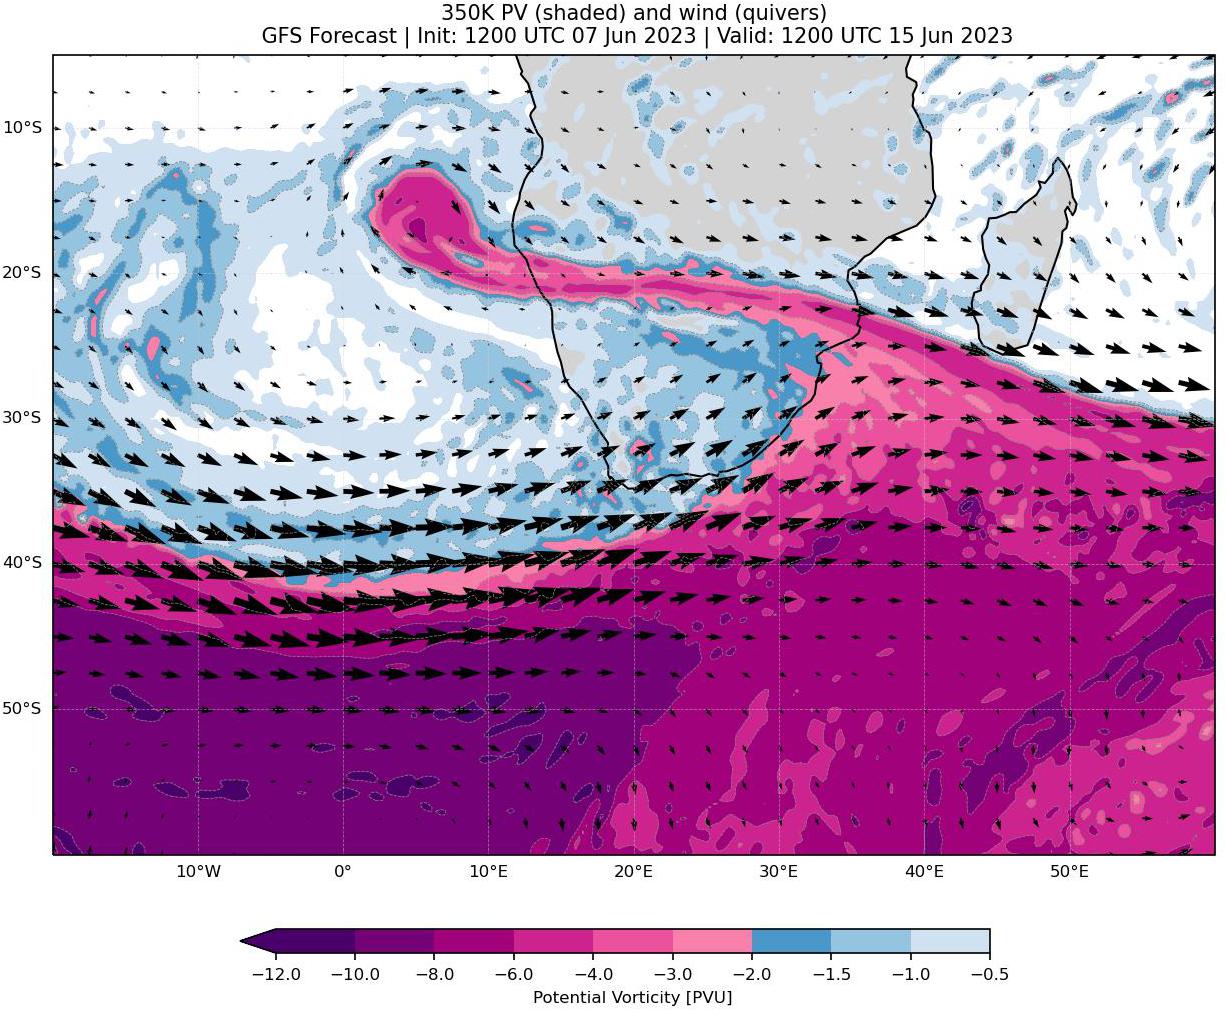 350K PV (shaded) and wind (quivers)
GFS Forecast | Init: 1200 UTC 07 Jun 2023 | Valid: 1200 UTC 15 Jun 2023
10°S
20°S
30°S
40°S
50°S
10°W 0° 10°E 20°E 30°E 40°E 50°E
−12.0 −10.0 −8.0 −6.0 −4.0 −3.0 −2.0 −1.5 −1.0 −0.5
Potential Vorticity [PVU]